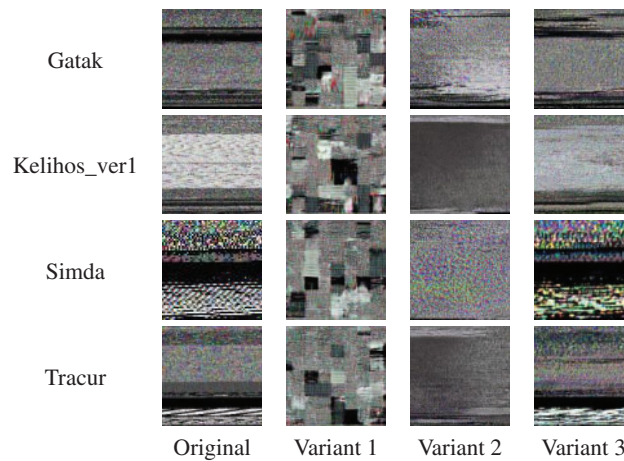 Gatak
Kelihos_ver1
Simda
Tracur
Original Variant 1 Variant 2 Variant 3